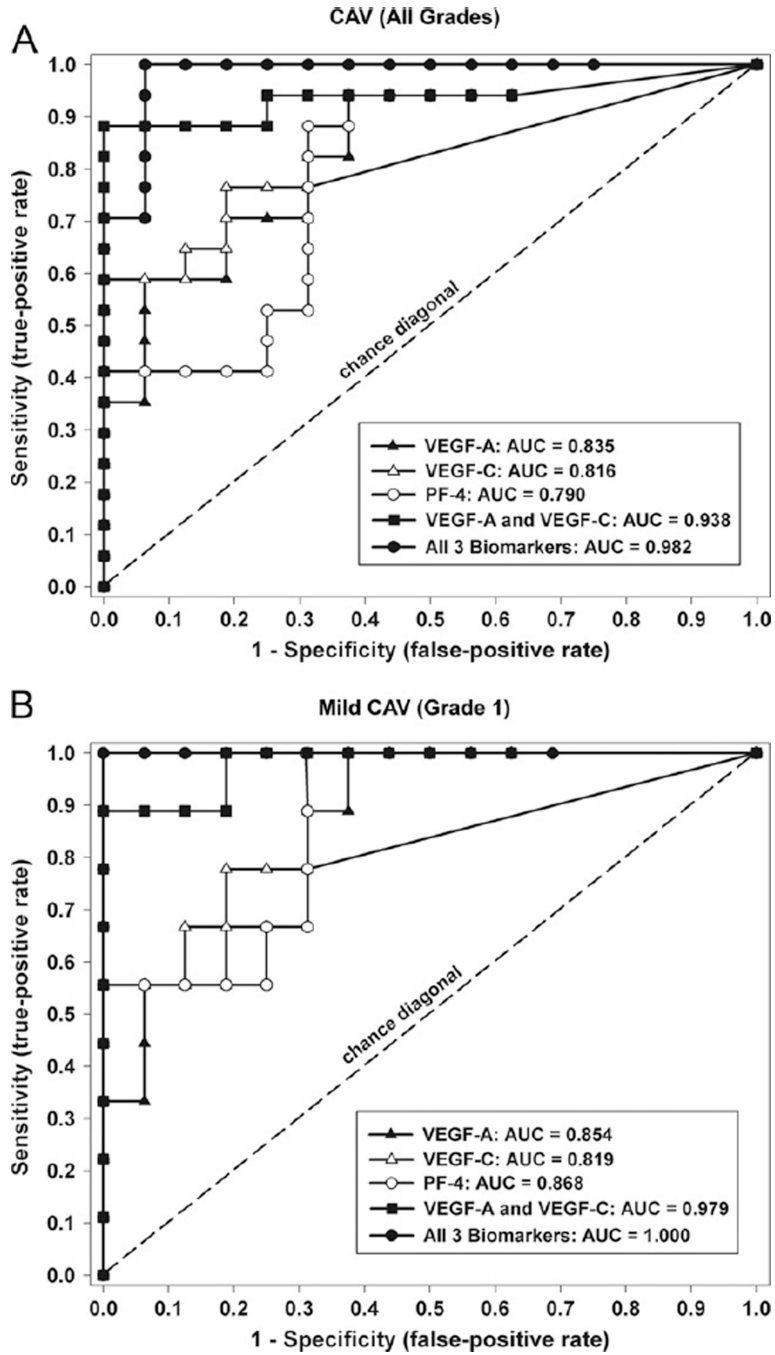 A
CAV (All Grades)
Sensitivity (true-positive rate)
1.0
0.9
0.8
0.7
0.6
0.5
0.4
0.3
0.2
0.1
0.0
chance diagonal
VEGF-A: AUC = 0.835
VEGF-C: AUC = 0.816
PF-4: AUC = 0.790
VEGF-A and VEGF-C: AUC = 0.938
All 3 Biomarkers: AUC = 0.982
0.0 0.1 0.2 0.3 0.4 0.5 0.6 0.7 0.8 0.9 1.0
1 - Specificity (false-positive rate)
B
Mild CAV (Grade 1)
Sensitivity (true-positive rate)
1.0
0.9
0.8
0.7
0.6
0.5
0.4
0.3
0.2
0.1
0.0
chance diagonal
VEGF-A: AUC = 0.854
VEGF-C: AUC = 0.819
PF-4: AUC = 0.868
VEGF-A and VEGF-C: AUC = 0.979
All 3 Biomarkers: AUC = 1.000
0.0 0.1 0.2 0.3 0.4 0.5 0.6 0.7 0.8 0.9 1.0
1 - Specificity (false-positive rate)